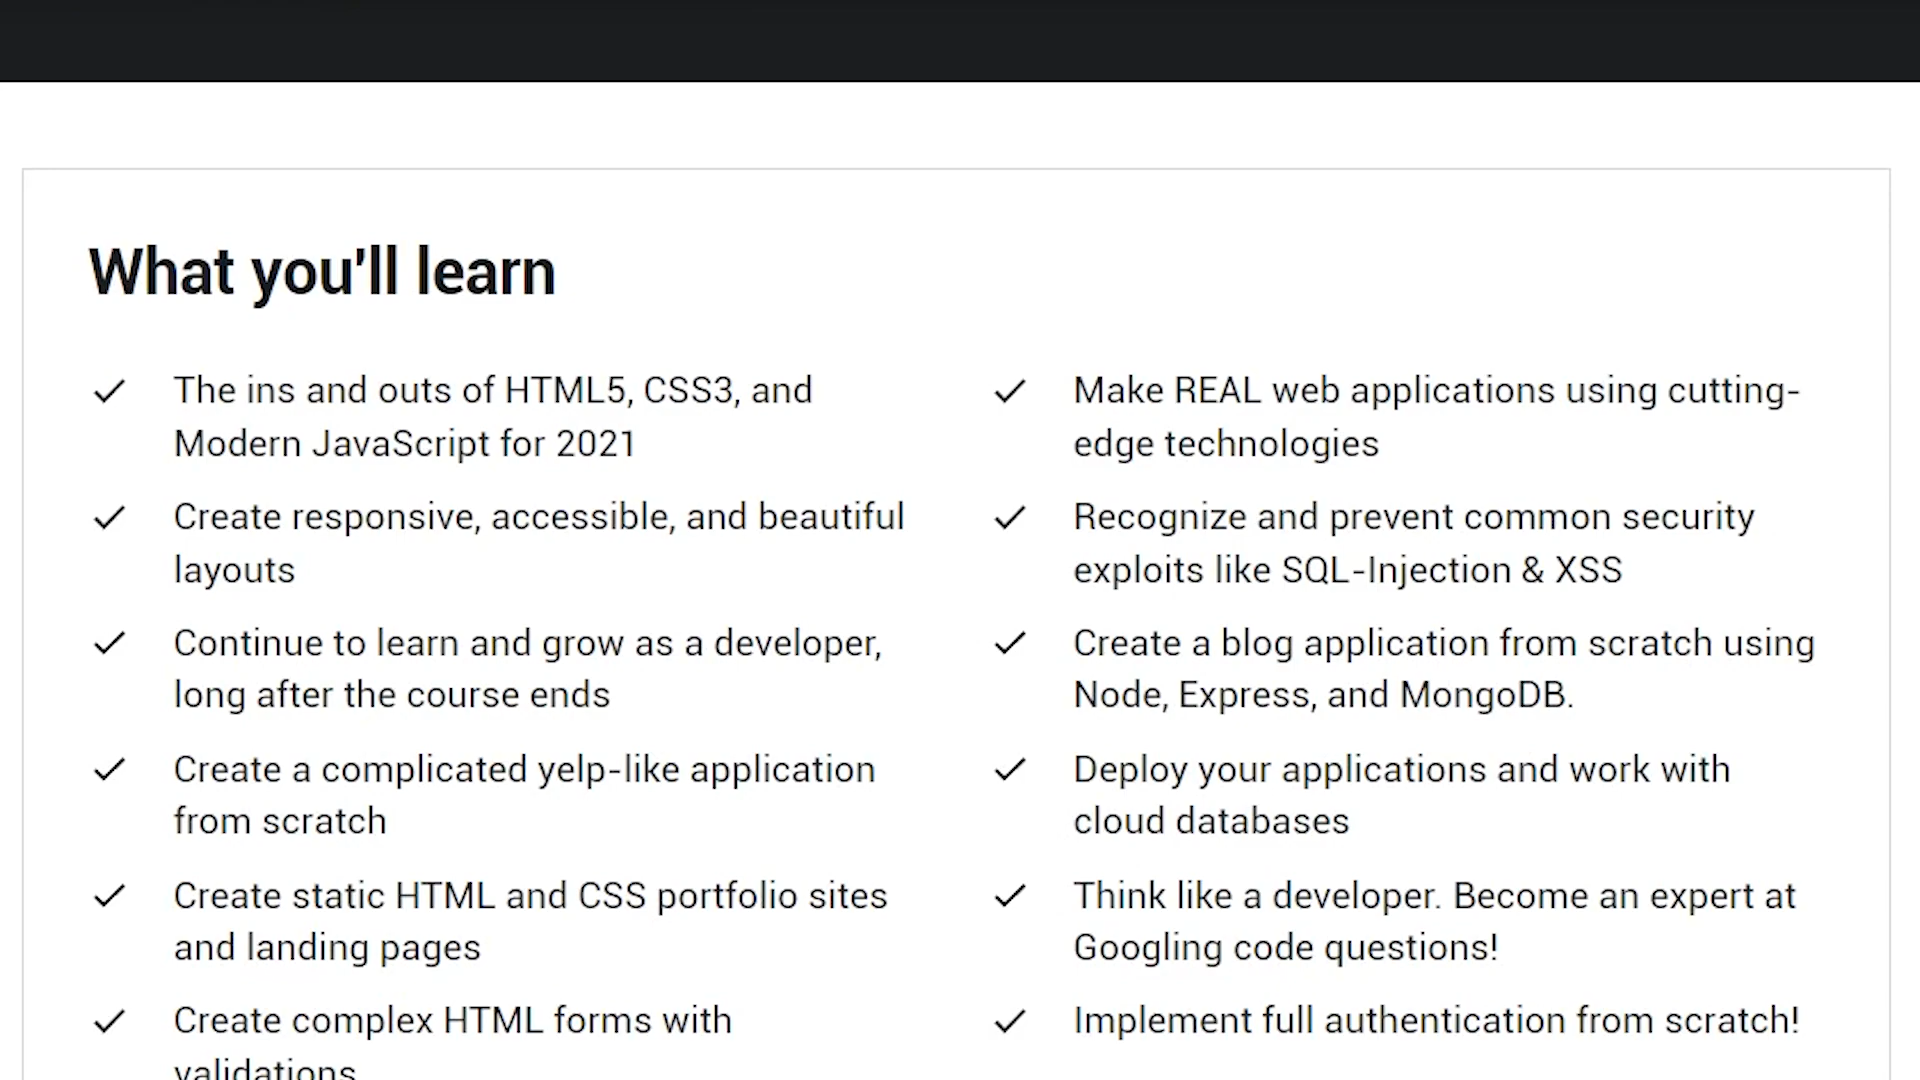 What you'll learn
The ins and outs of HTML5, CSS3, and
Modern JavaScript for 2021
Create responsive, accessible, and beautiful
layouts
Continue to learn and grow as a developer,
long after the course ends
Create a complicated yelp-like application
from scratch
Create static HTML and CSS portfolio sites
and landing pages
Create complex HTML forms with
validations
Make REAL web applications using cutting-
edge technologies
Recognize and prevent common security
exploits like SQL-Injection & XSS
Create a blog application from scratch using
Node, Express, and MongoDB.
Deploy your applications and work with
cloud databases
Think like a developer. Become an expert at
Googling code questions!
Implement full authentication from scratch!